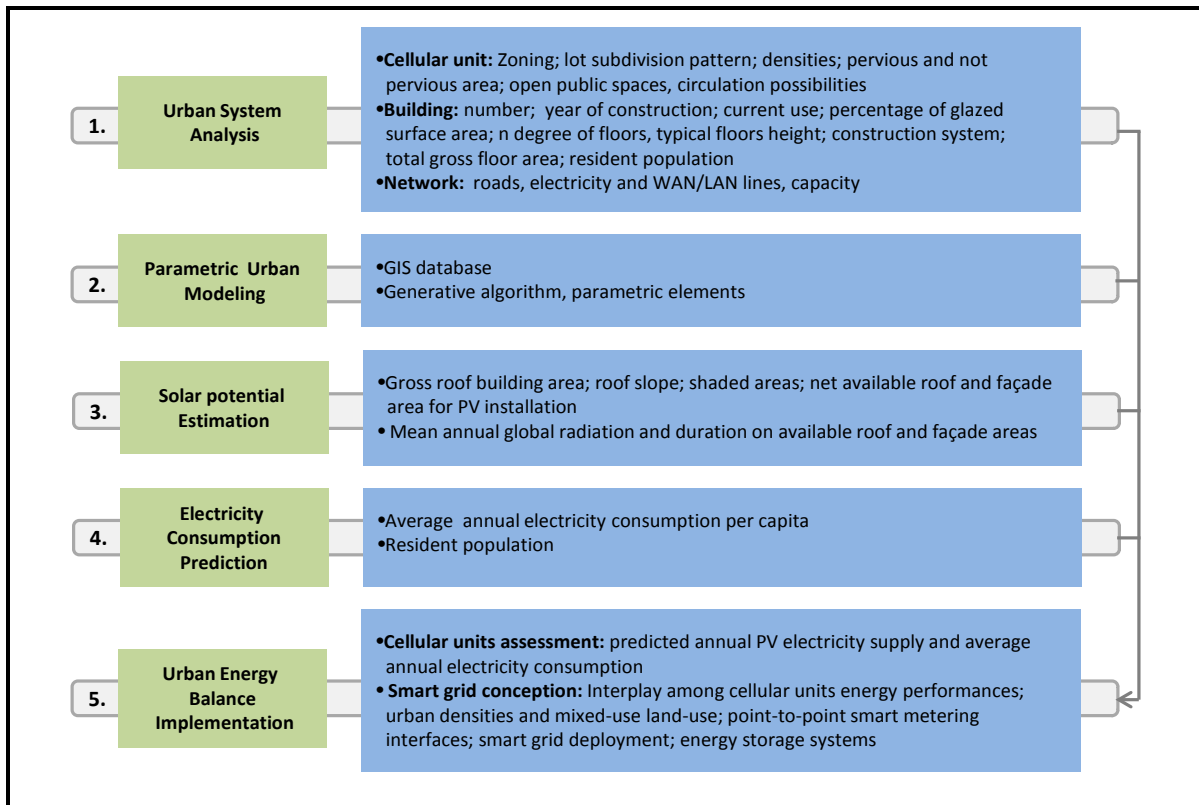 1.
Urban System
Analysis
•Cellular unit: Zoning; lot subdivision pattern; densities; pervious and not
pervious area; open public spaces, circulation possibilities
•Building: number; year of construction; current use; percentage of glazed
surface area; n degree of floors, typical floors height; construction system;
total gross floor area; resident population
•Network: roads, electricity and WAN/LAN lines, capacity
2.
Parametric Urban
Modeling
•GIS database
•Generative algorithm, parametric elements
3.
Solar potential
Estimation
•Gross roof building area; roof slope; shaded areas; net available roof and façade
area for PV installation
• Mean annual global radiation and duration on available roof and façade areas
4.
Electricity
Consumption
Prediction
•Average annual electricity consumption per capita
•Resident population
5.
Urban Energy
Balance
Implementation
•Cellular units assessment: predicted annual PV electricity supply and average
annual electricity consumption
•Smart grid conception: Interplay among cellular units energy performances;
urban densities and mixed-use land-use; point-to-point smart metering
interfaces; smart grid deployment; energy storage systems